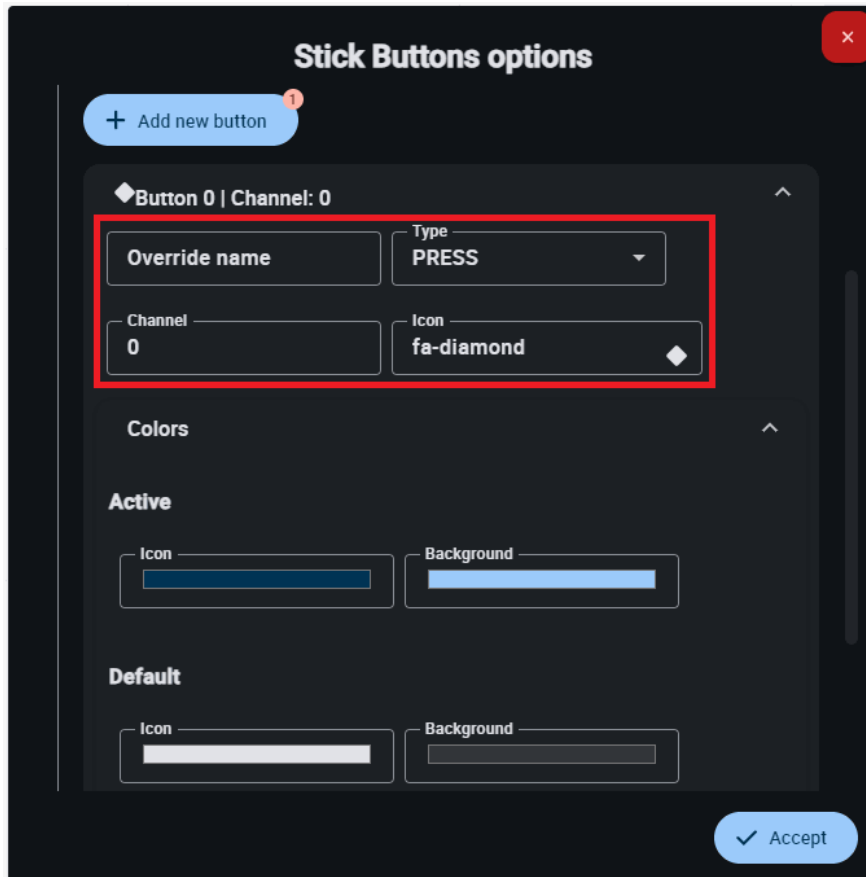 Stick Buttons options
×
1
Add new button
Button 0 | Channel: 0
Override name
Type
PRESS
Channel
0
Icon
fa-diamond
Colors
Active
Icon
Background
Default
Icon
Background
Accept